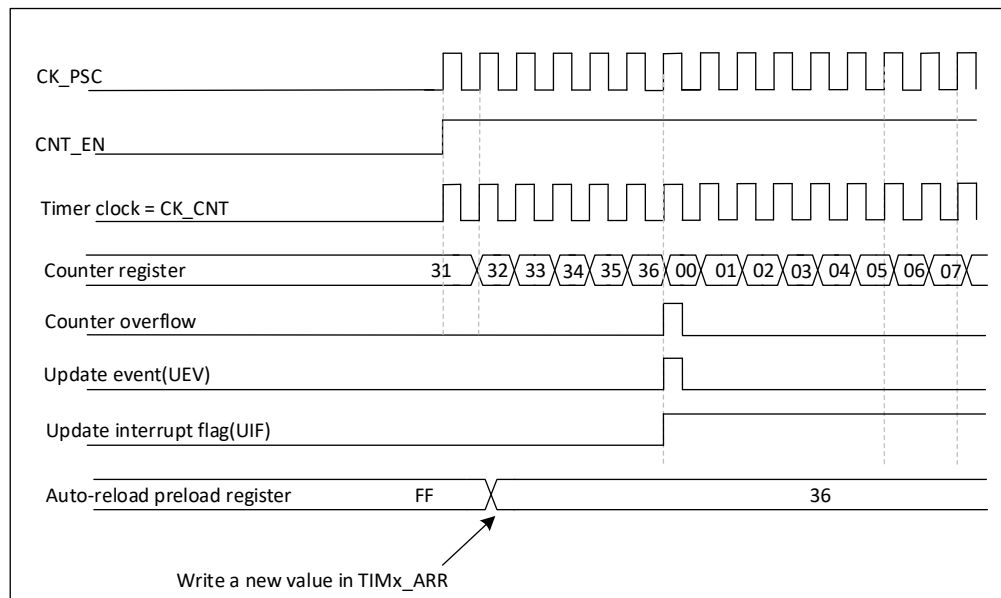 CK_PSC
CNT_EN
Timer clock = CK_CNT
Counter register 31 32 33 34 35 36 00 01 02 03 04 05 06 07
Counter overflow
Update event(UEV)
Update interrupt flag(UIF)
Auto-reload preload register FF 36
Write a new value in TIMx_ARR